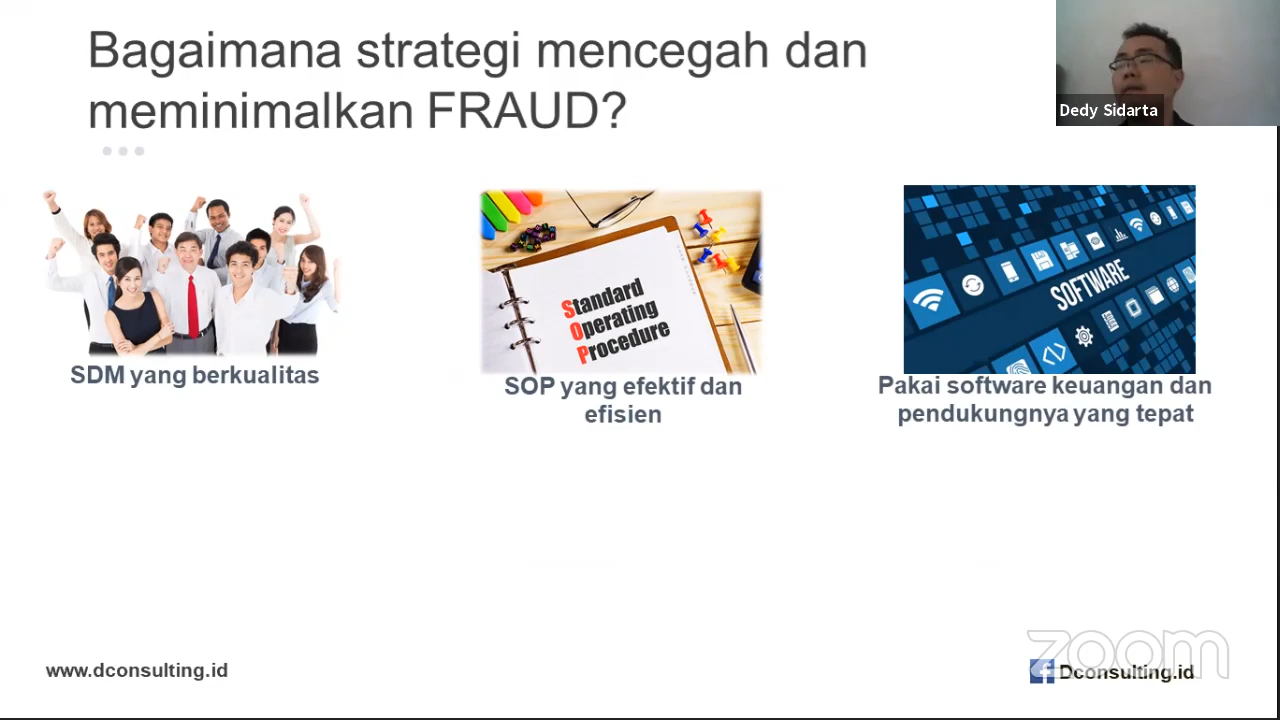 Bagaimana strategi mencegah dan
meminimalkan FRAUD?
Dedy Sidarta
Standard
Operating
Procedure
SOFTWARE
SDM yang berkualitas
SOP yang efektif dan
efisien
Pakai software keuangan dan
pendukungnya yang tepat
www.dconsulting.id
zoom
Dconsulting.id